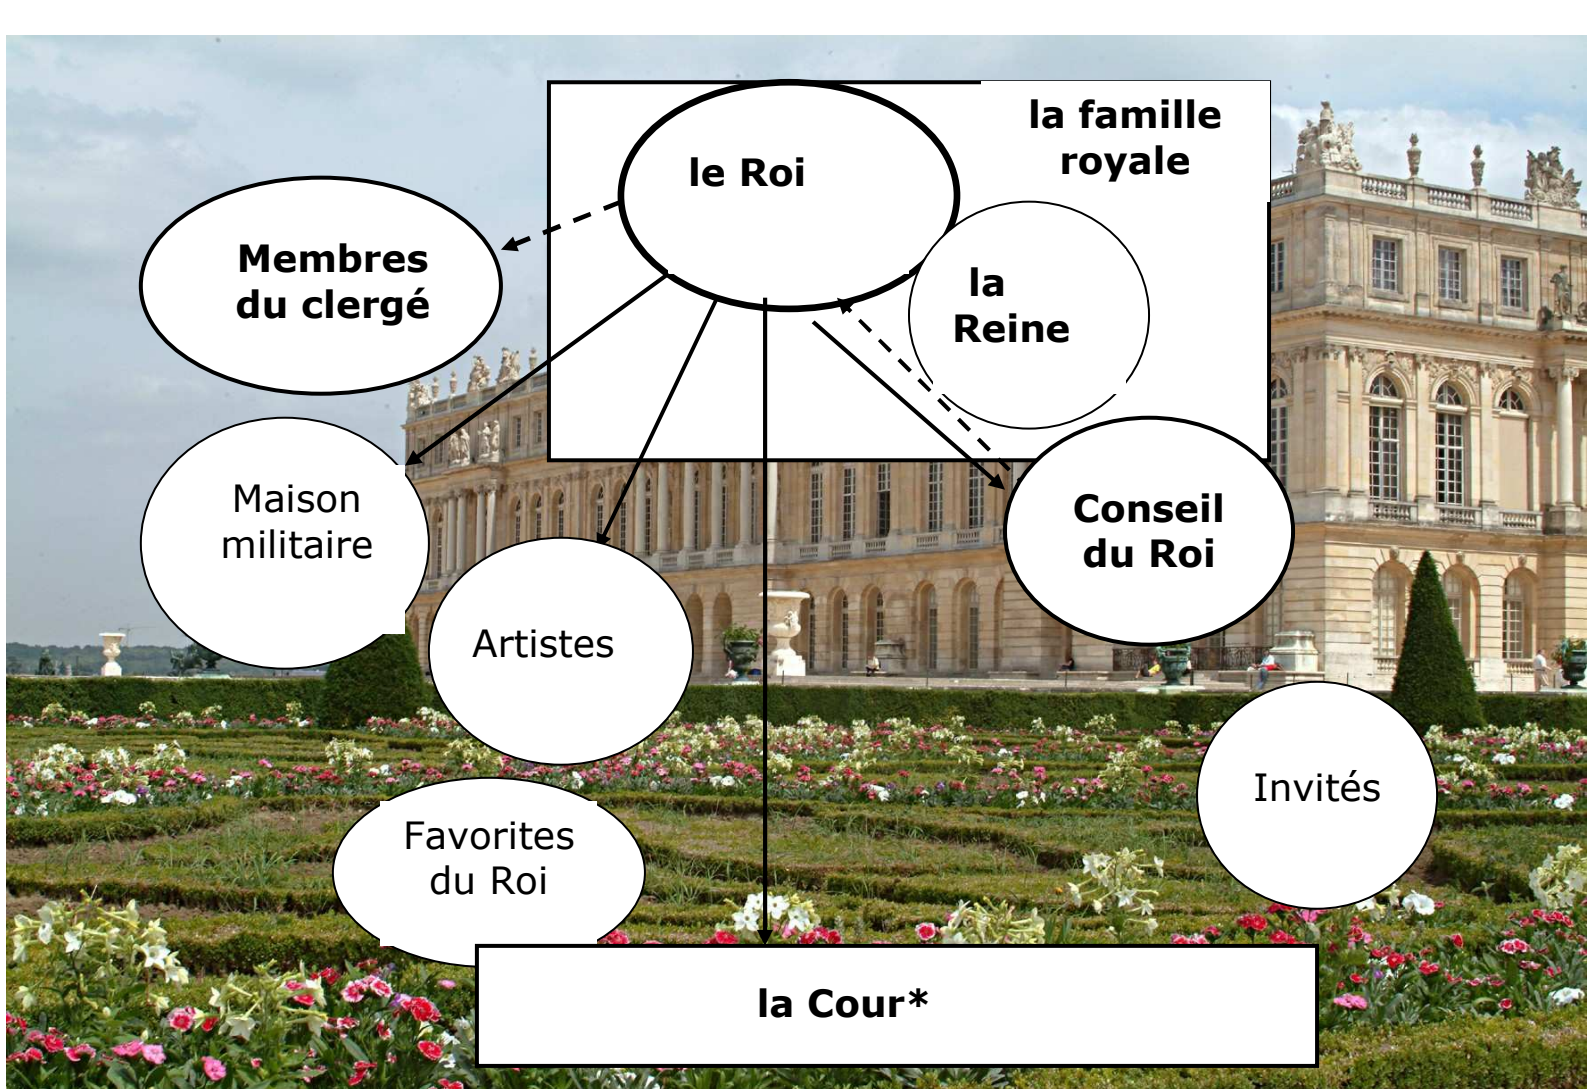 la famille
royale
le Roi
Membres
du clergé
la
Reine
Maison
militaire
Conseil
du Roi
Artistes
Invités
Favorites
du Roi
la Cour*